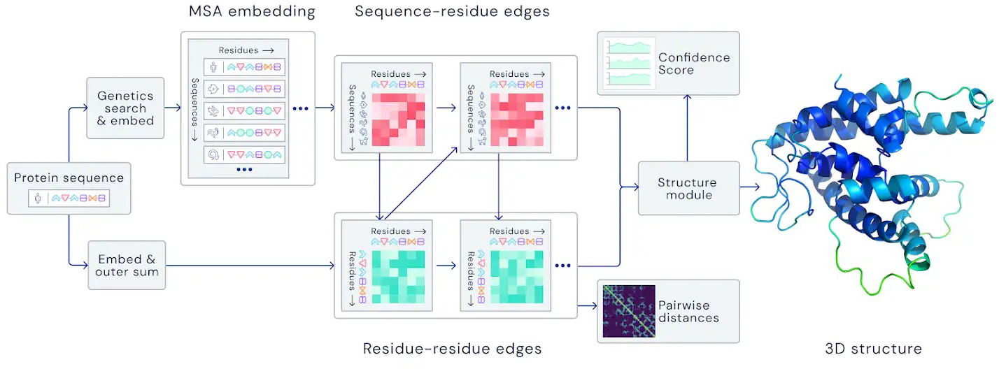 MSA embedding
Sequence-residue edges
Residues →
Sequences →
Genetics
search
& embed
Protein sequence
Embed &
outer sum
Residues →
Sequences →
Residues →
Sequences →
Residues →
Residues →
Residues →
Residues →
Residue-residue edges
Confidence
Score
Structure
module
Pairwise
distances
3D structure